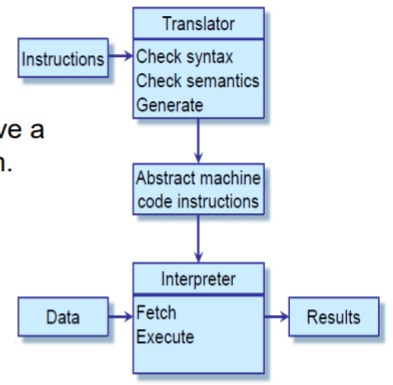 Translator
Instructions
Check syntax
Check semantics
Generate
ve a
n.
Abstract machine
code instructions
Interpreter
Data
Fetch
Execute
Results